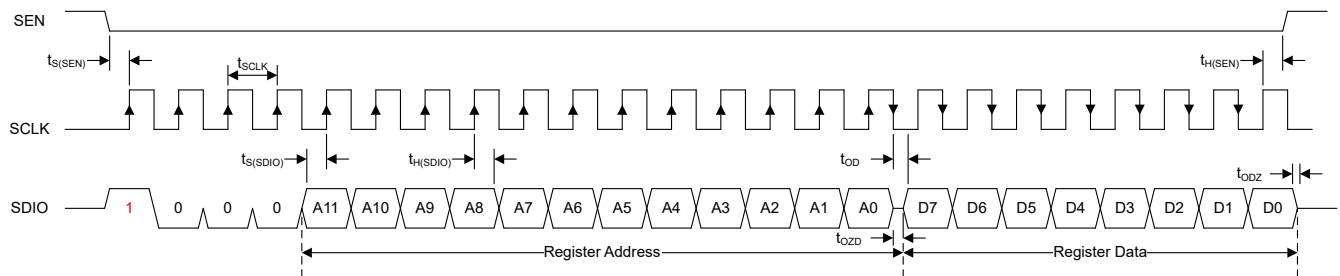 SEN
tS(SEN)
tSCLK
tH(SEN)
SCLK
tS(SDIO)
tH(SDIO)
tOD
tODZ
SDIO
1 0 0 0 A11 A10 A9 A8 A7 A6 A5 A4 A3 A2 A1 A0 D7 D6 D5 D4 D3 D2 D1 D0
tOZD
Register Address
Register Data